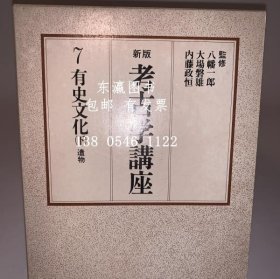 監修
八幡一郎
大場磐雄
内藤政恒
新版
考古学講座
7
有史文化
下
遺物
东瀛图书
包邮 有发票
138 0546 1122